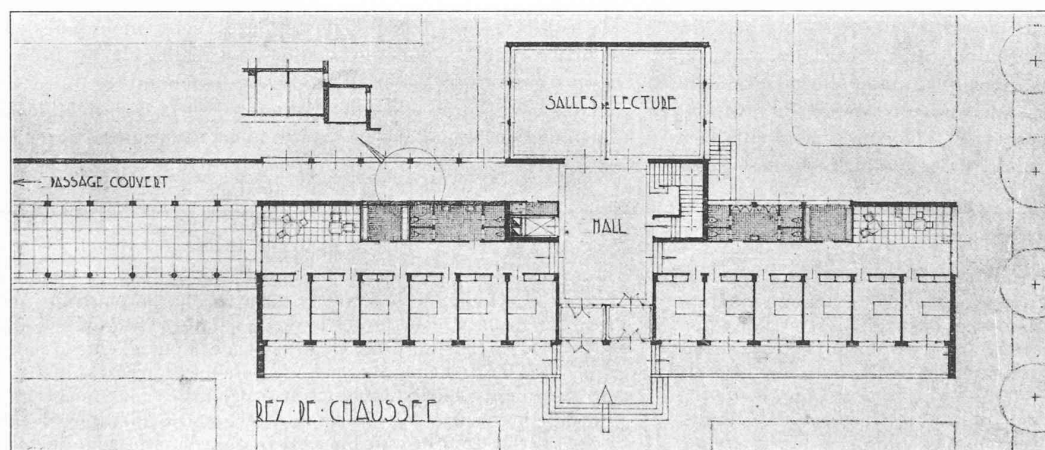 SALLES DE LECTURE
PASSAGE COUVERT
HALL
REZ·DE·CHAUSSEE